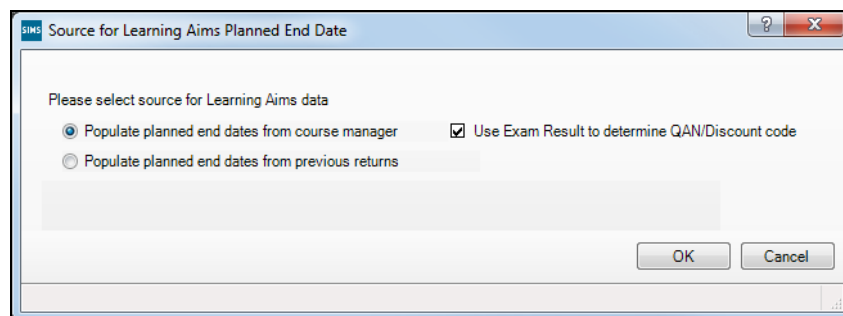 SIMS Source for Learning Aims Planned End Date
?
X
Please select source for Learning Aims data
Populate planned end dates from course manager
Use Exam Result to determine QAN/Discount code
Populate planned end dates from previous returns
OK
Cancel